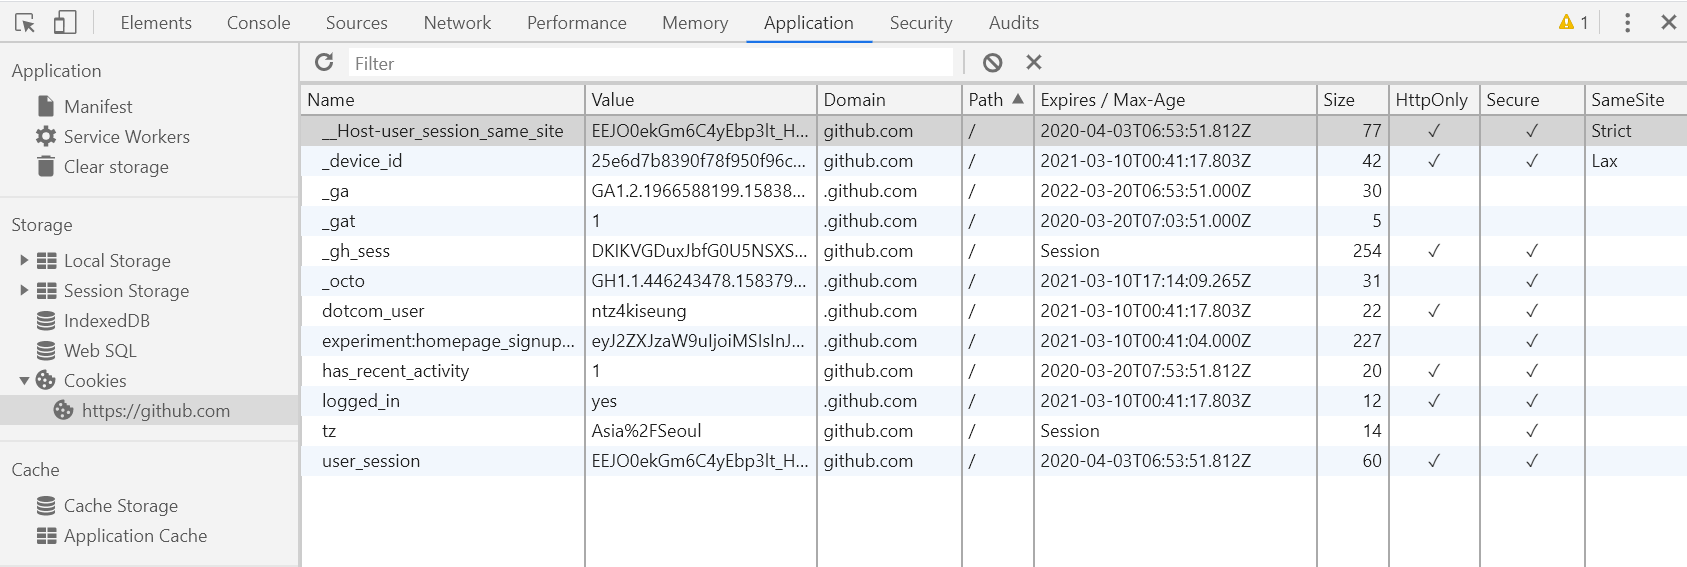 Elements Console Sources Network Performance Memory Application Security Audits 1
Application
Manifest
Service Workers
Clear storage
Storage
Local Storage
Session Storage
IndexedDB
Web SQL
Cookies
https://github.com
Cache
Cache Storage
Application Cache
Filter
Name Value Domain Path ▲ Expires / Max-Age Size HttpOnly Secure SameSite
__Host-user_session_same_site EEJO0ekGm6C4yEbp3lt_H... github.com / 2020-04-03T06:53:51.812Z 77 ✓ ✓ Strict
_device_id 25e6d7b8390f78f950f96c... github.com / 2021-03-10T00:41:17.803Z 42 ✓ ✓ Lax
_ga GA1.2.1966588199.15838... .github.com / 2022-03-20T06:53:51.000Z 30
_gat 1 .github.com / 2020-03-20T07:03:51.000Z 5
_gh_sess DKIKVGDuxJbfG0U5NSXS... github.com / Session 254 ✓ ✓
_octo GH1.1.446243478.158379... .github.com / 2021-03-10T17:14:09.265Z 31 ✓
dotcom_user ntz4kiseung .github.com / 2021-03-10T00:41:17.803Z 22 ✓ ✓
experiment:homepage_signup... eyJ2ZXJzaW9uIjoiMSIsInJ... .github.com / 2021-03-10T00:41:04.000Z 227 ✓
has_recent_activity 1 github.com / 2020-03-20T07:53:51.812Z 20 ✓ ✓
logged_in yes .github.com / 2021-03-10T00:41:17.803Z 12 ✓ ✓
tz Asia%2FSeoul github.com / Session 14 ✓
user_session EEJO0ekGm6C4yEbp3lt_H... github.com / 2020-04-03T06:53:51.812Z 60 ✓ ✓